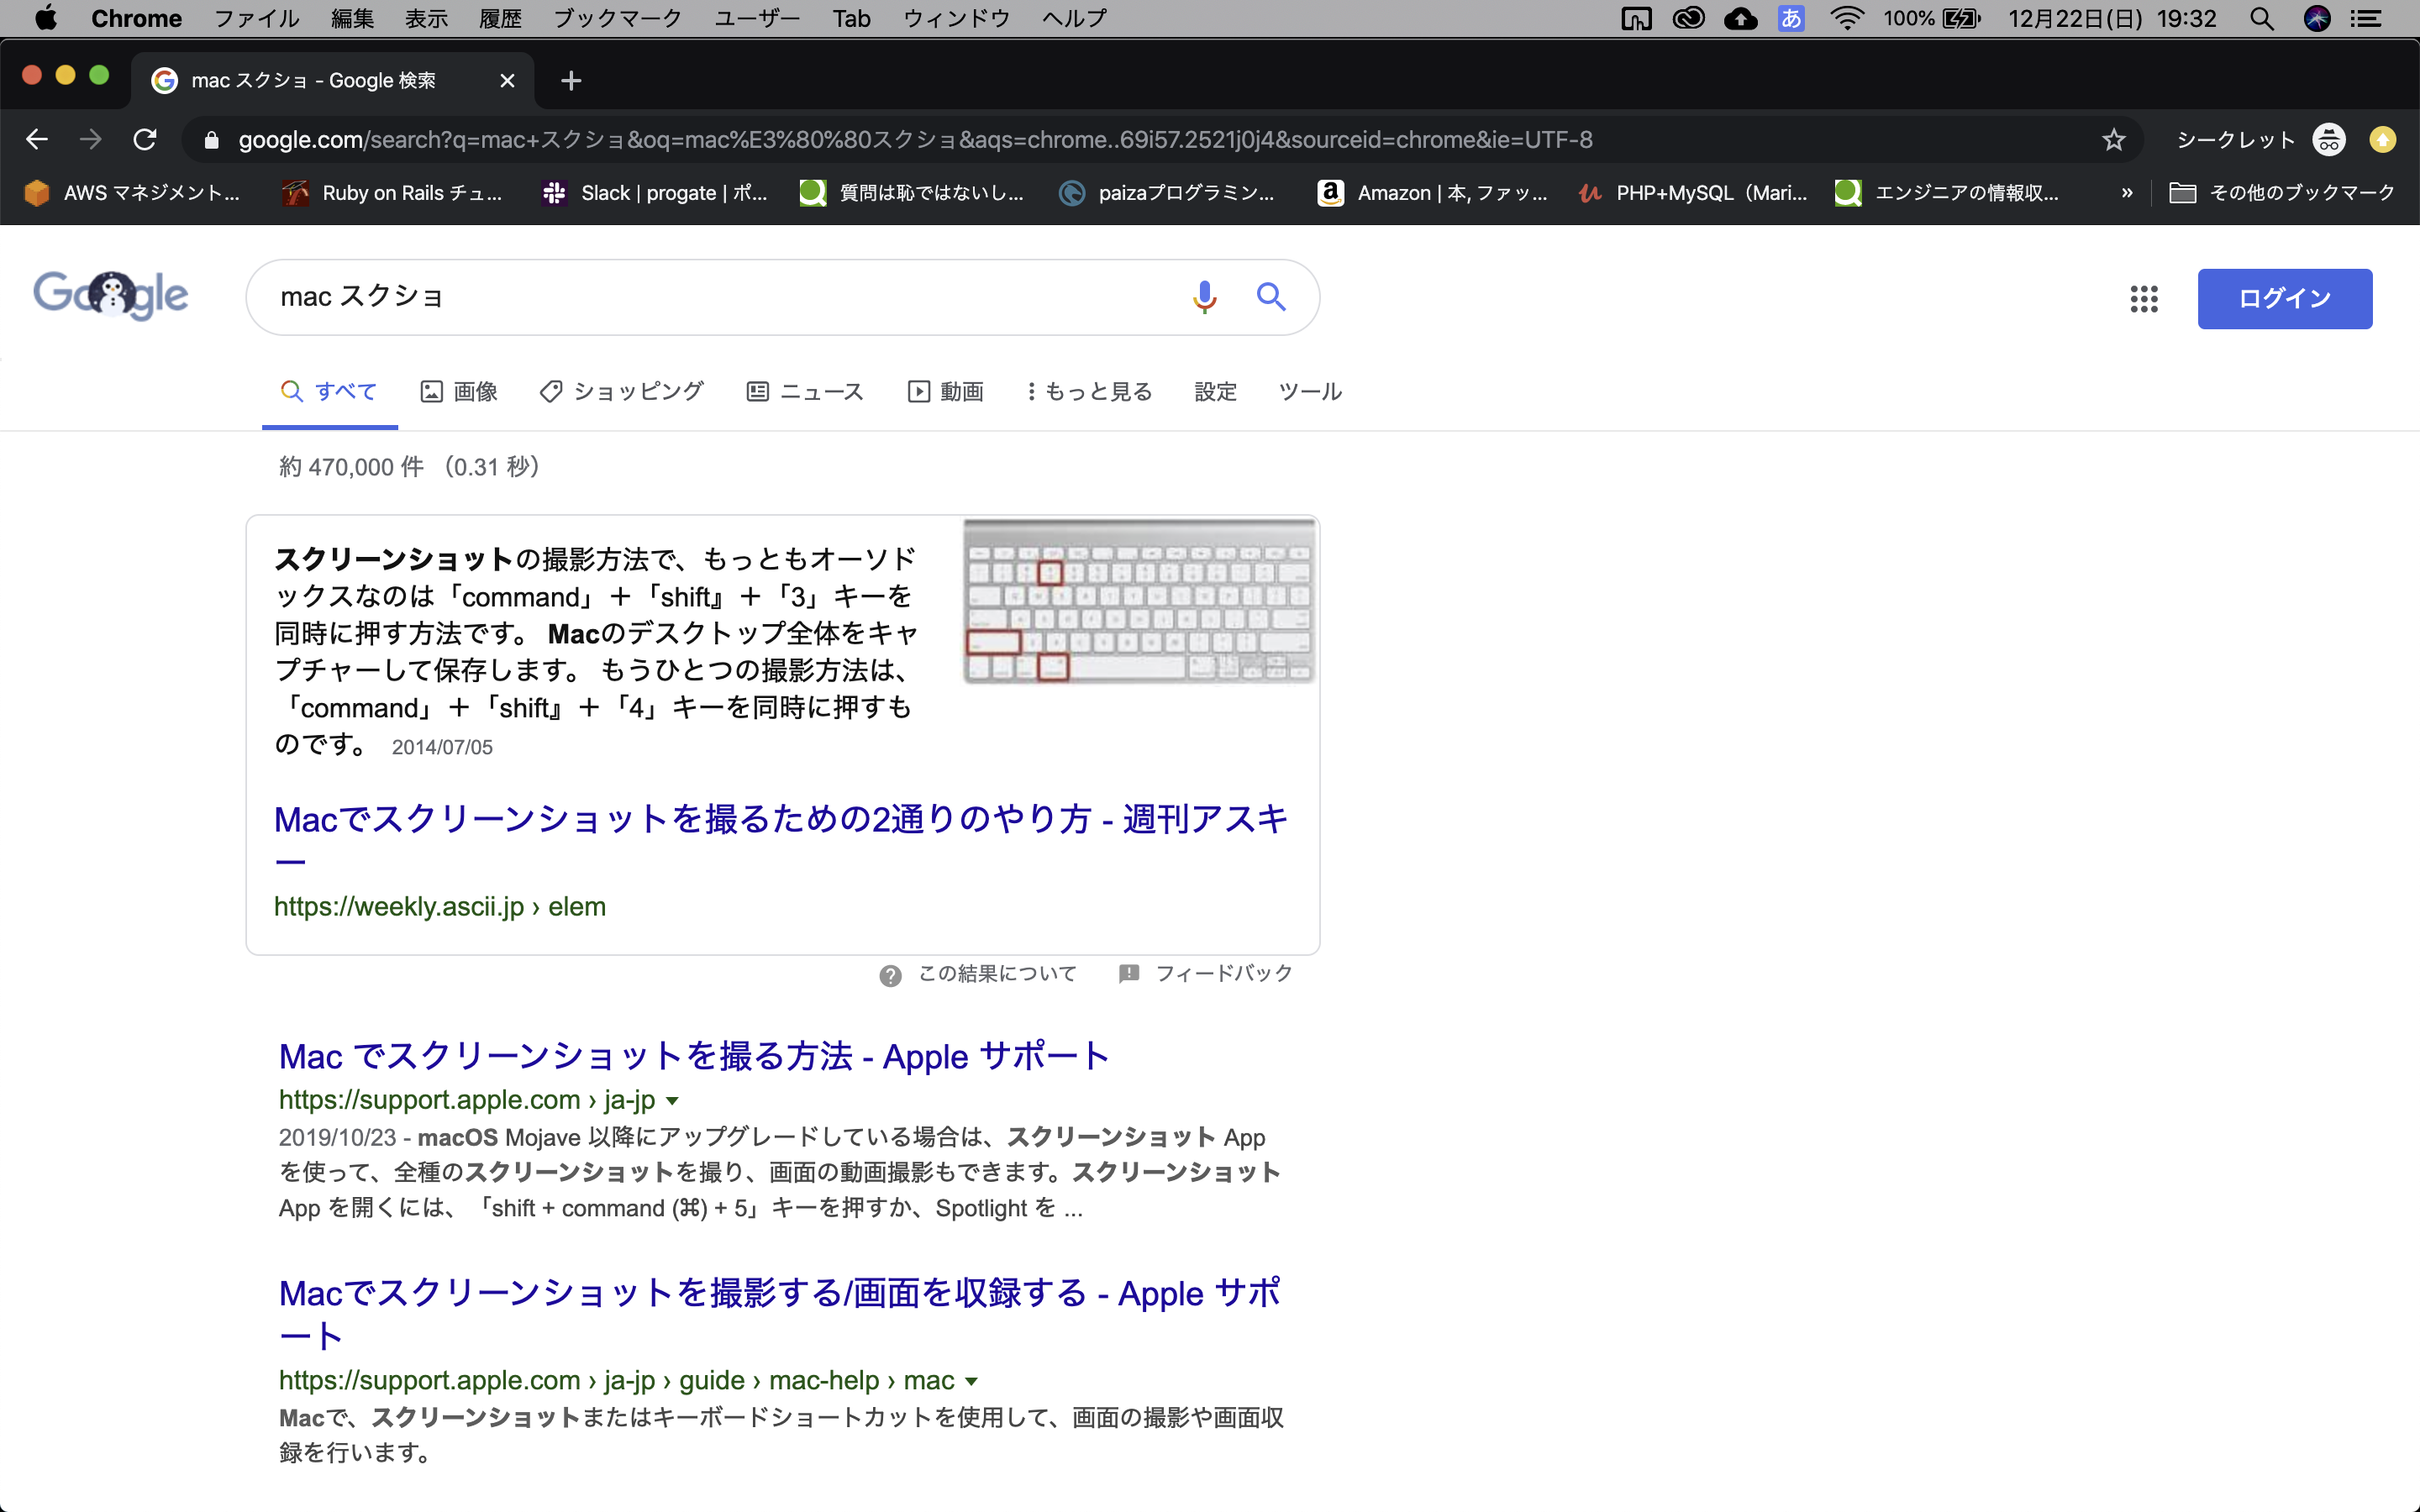 Chrome ファイル 編集 表示 履歴 ブックマーク ユーザー Tab ウィンドウ ヘルプ あ 100% 12月22日(日) 19:32
mac スクショ - Google 検索
google.com/search?q=mac+スクショ&oq=mac%E3%80%80スクショ&aqs=chrome..69i57.2521j0j4&sourceid=chrome&ie=UTF-8 シークレット
AWS マネジメント... Ruby on Rails チュ... Slack | progate | ポ... 質問は恥ではないし... paizaプログラミン... Amazon | 本, ファッ... PHP+MySQL（Mari... エンジニアの情報収... » その他のブックマーク
Google mac スクショ ログイン
すべて 画像 ショッピング ニュース 動画 もっと見る 設定 ツール
約 470,000 件 （0.31 秒）
スクリーンショットの撮影方法で、もっともオーソド
ックスなのは「command」＋「shift』＋「3」キーを
同時に押す方法です。 Macのデスクトップ全体をキャ
プチャーして保存します。 もうひとつの撮影方法は、
「command」＋「shift』＋「4」キーを同時に押すも
のです。 2014/07/05
Macでスクリーンショットを撮るための2通りのやり方 - 週刊アスキ
ー
https://weekly.ascii.jp › elem
この結果について フィードバック
Mac でスクリーンショットを撮る方法 - Apple サポート
https://support.apple.com › ja-jp
2019/10/23 - macOS Mojave 以降にアップグレードしている場合は、スクリーンショット App
を使って、全種のスクリーンショットを撮り、画面の動画撮影もできます。スクリーンショット
App を開くには、「shift + command (⌘) + 5」キーを押すか、Spotlight を ...
Macでスクリーンショットを撮影する/画面を収録する - Apple サポ
ート
https://support.apple.com › ja-jp › guide › mac-help › mac
Macで、スクリーンショットまたはキーボードショートカットを使用して、画面の撮影や画面収
録を行います。